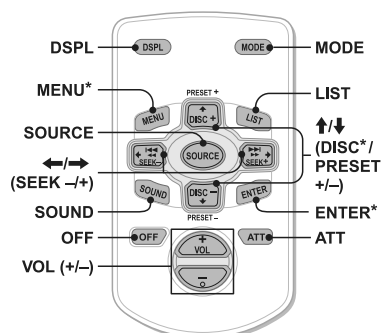 DSPL DSPL MODE MODE
MENU* PRESET + LIST
MENU DISC + LIST
SOURCE ↑/↓
←/→ SEEK– SOURCE SEEK+ (DISC*/
(SEEK –/+) PRESET
SOUND DISC – ENTER +/–)
SOUND PRESET – ENTER*
OFF OFF + ATT ATT
VOL (+/–) VOL
–